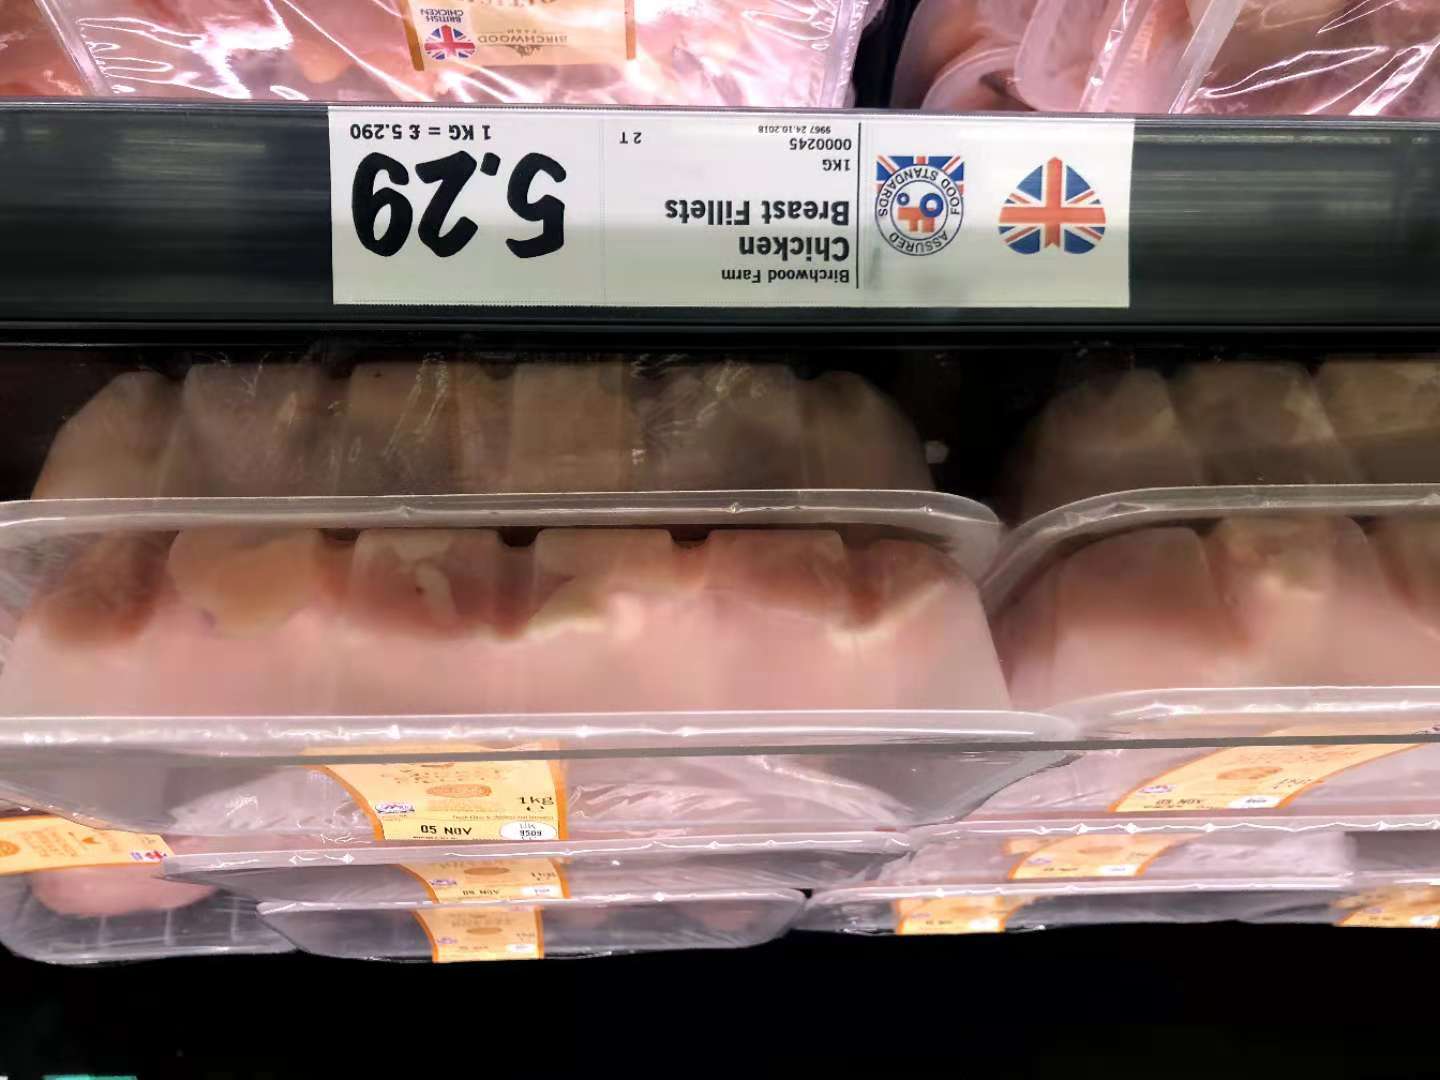 Birchwood Farm
Chicken
Breast Fillets
1KG
0000245
9967 24.10.2018
2 T
5.29
1 KG = £ 5.290
ASSURED
FOOD STANDARDS
BIRCHWOOD
FARM
BRITISH
CHICKEN
1kg
05 NOV